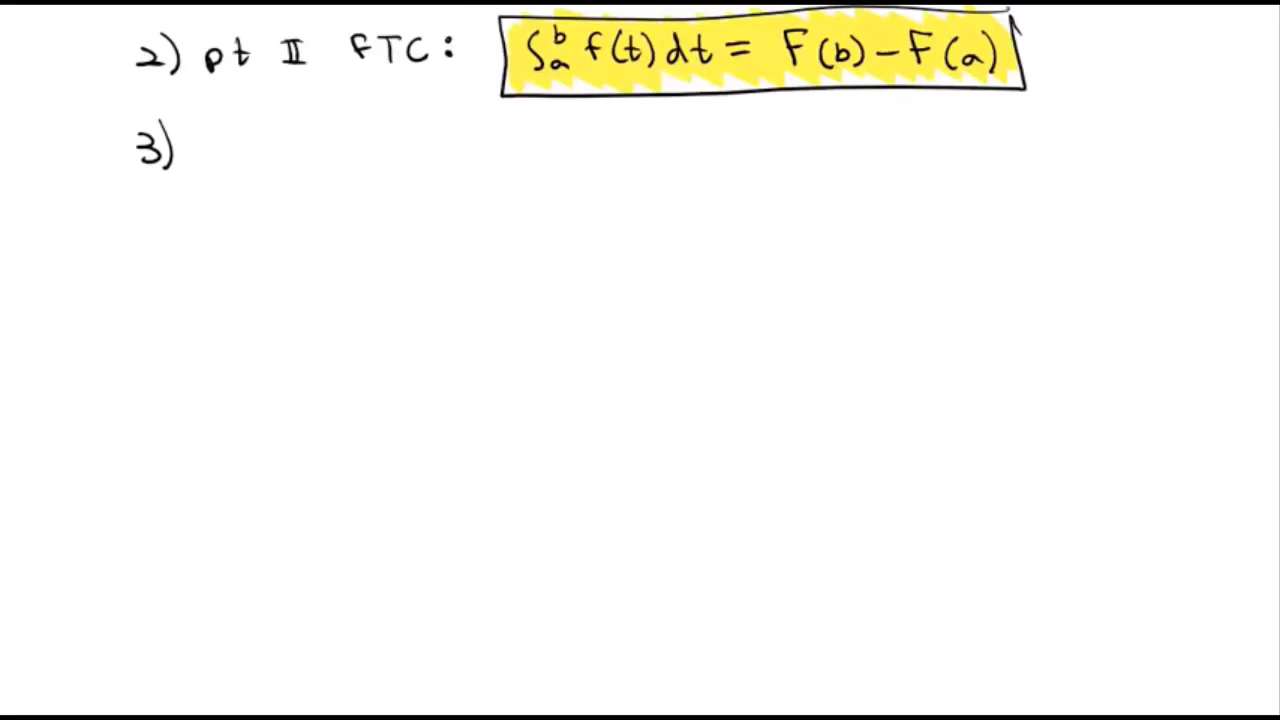 2) pt II FTC: ∫ₐᵇ f(t) dt = F(b) - F(a)
3)